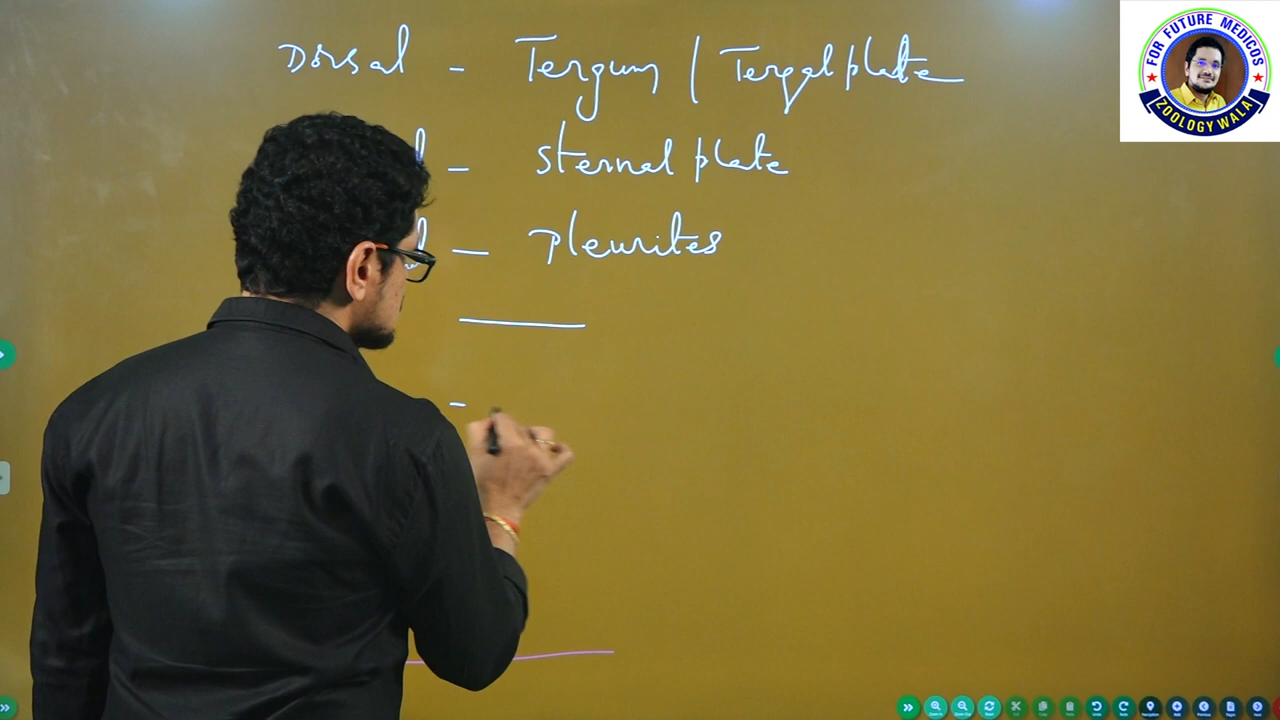 Dorsal - Tergum / Tergal plate
- sternal plate
- pleurites
FOR FUTURE MEDICOS
ZOOLOGY WALA